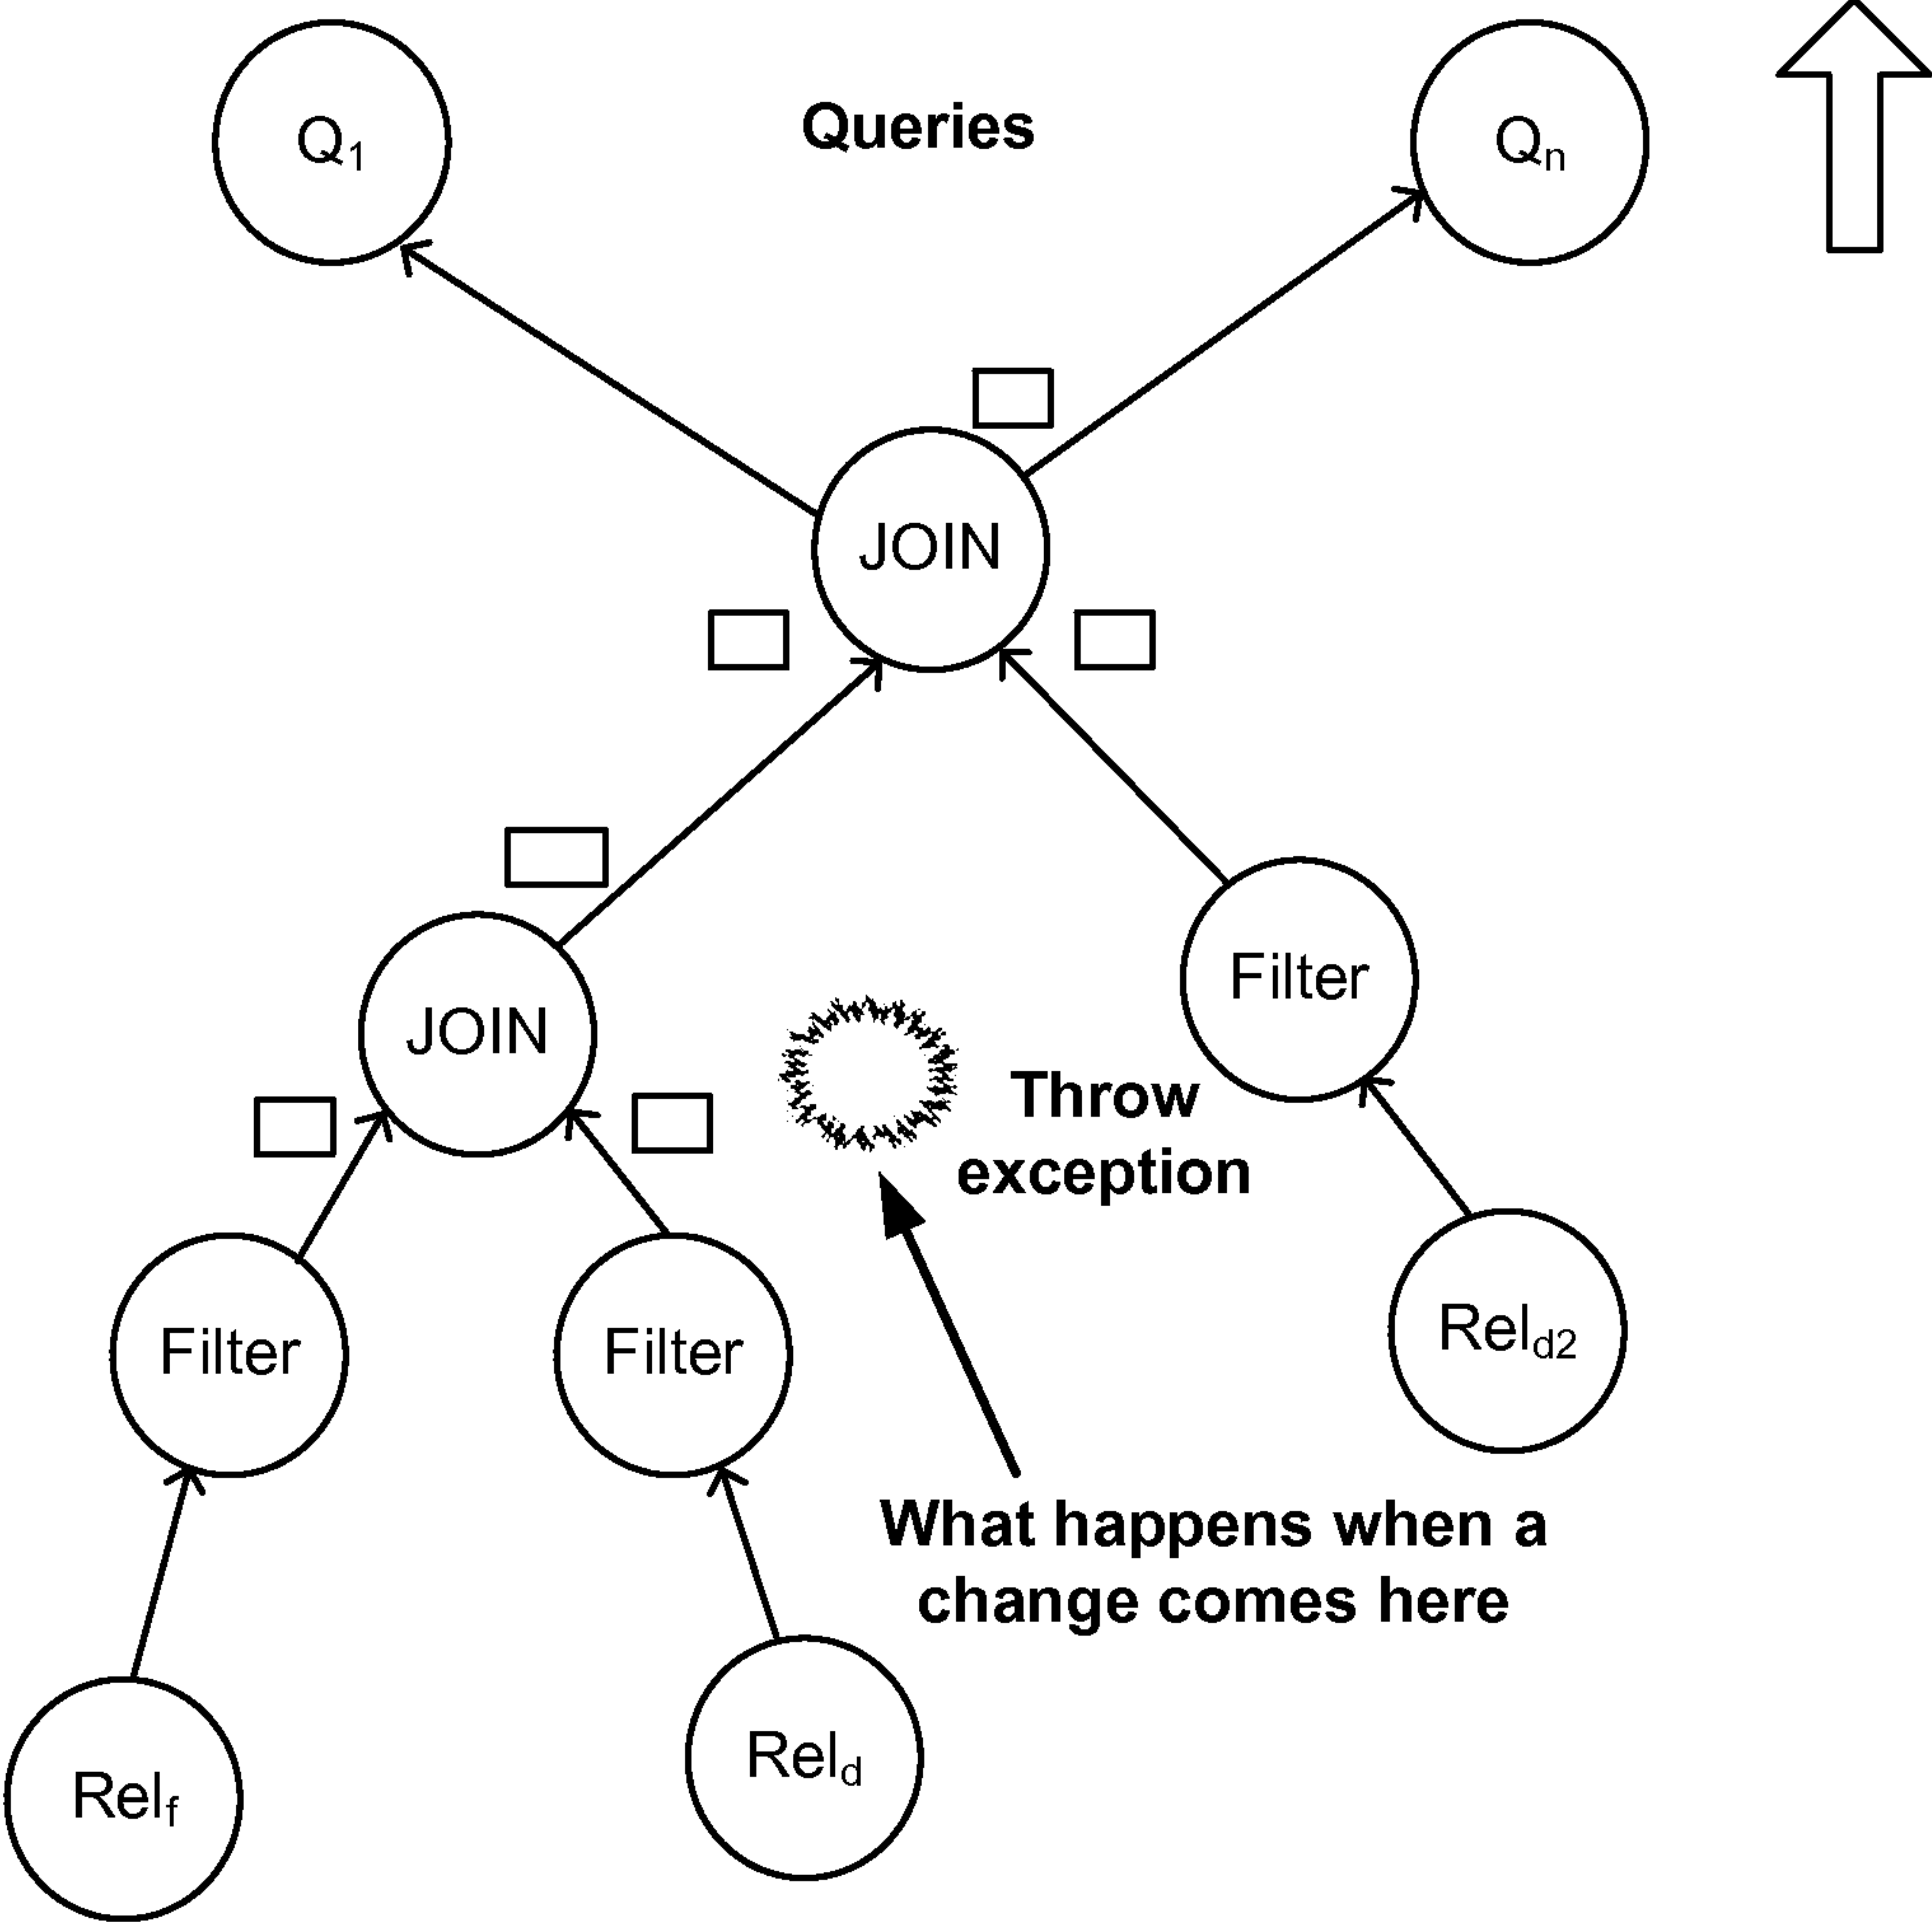 Q1
Queries
Qn
JOIN
Filter
JOIN
Throw
exception
Filter
Filter
Reld2
What happens when a
change comes here
Reld
Relf